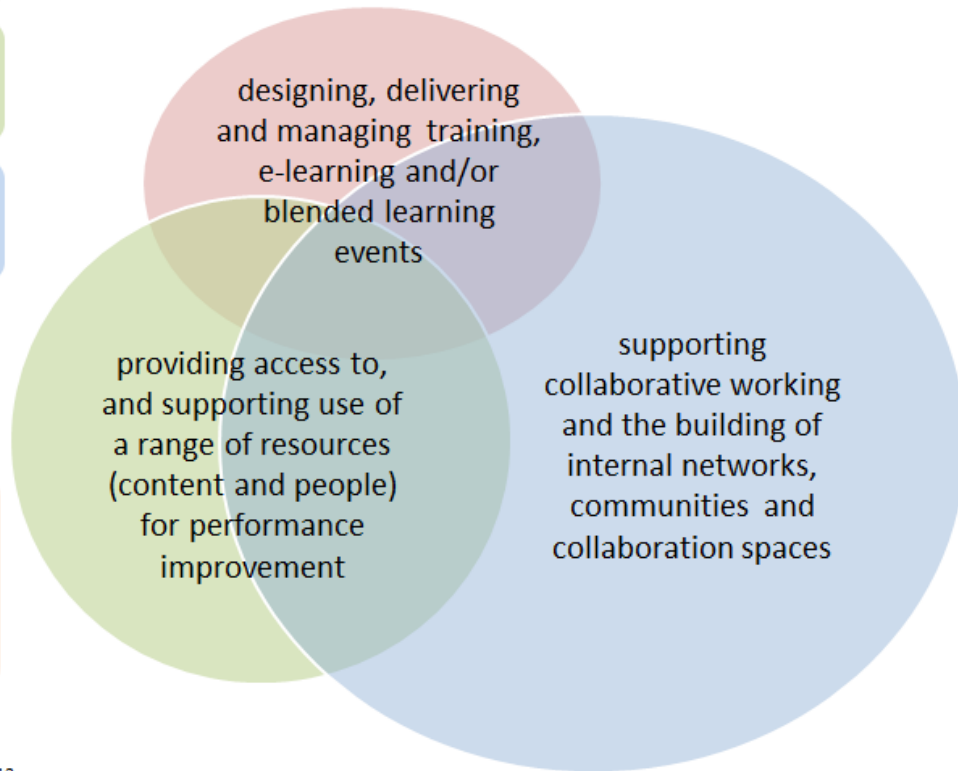 designing, delivering
and managing training,
e-learning and/or
blended learning
events
providing access to,
and supporting use of
a range of resources
(content and people)
for performance
improvement
supporting
collaborative working
and the building of
internal networks,
communities and
collaboration spaces